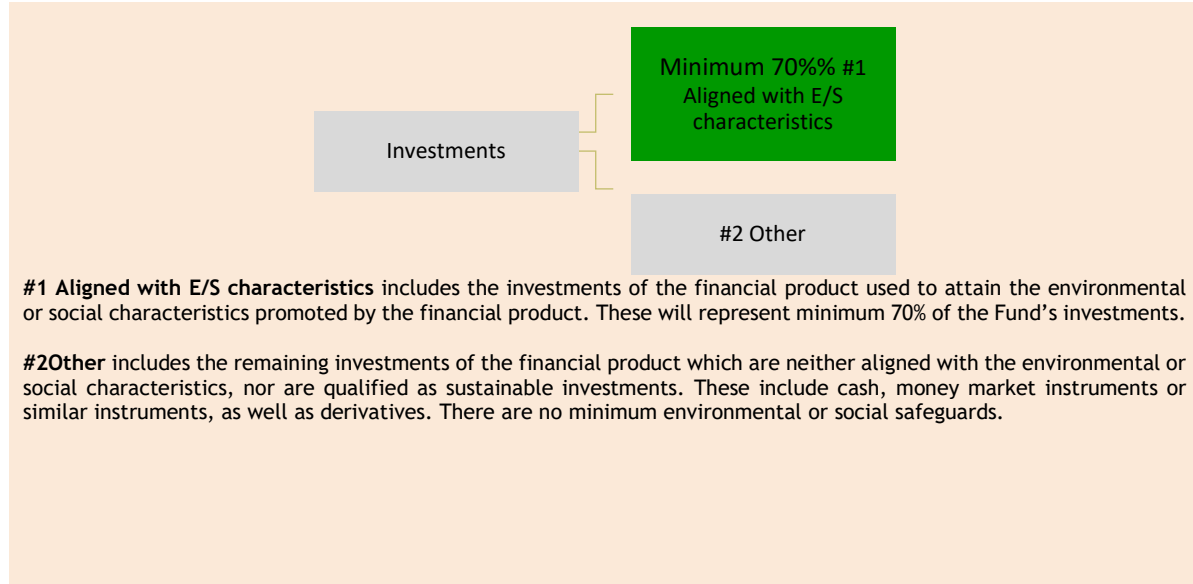 Minimum 70%% #1
Aligned with E/S
characteristics
Investments
#2 Other
#1 Aligned with E/S characteristics includes the investments of the financial product used to attain the environmental
or social characteristics promoted by the financial product. These will represent minimum 70% of the Fund’s investments.
#2Other includes the remaining investments of the financial product which are neither aligned with the environmental or
social characteristics, nor are qualified as sustainable investments. These include cash, money market instruments or
similar instruments, as well as derivatives. There are no minimum environmental or social safeguards.